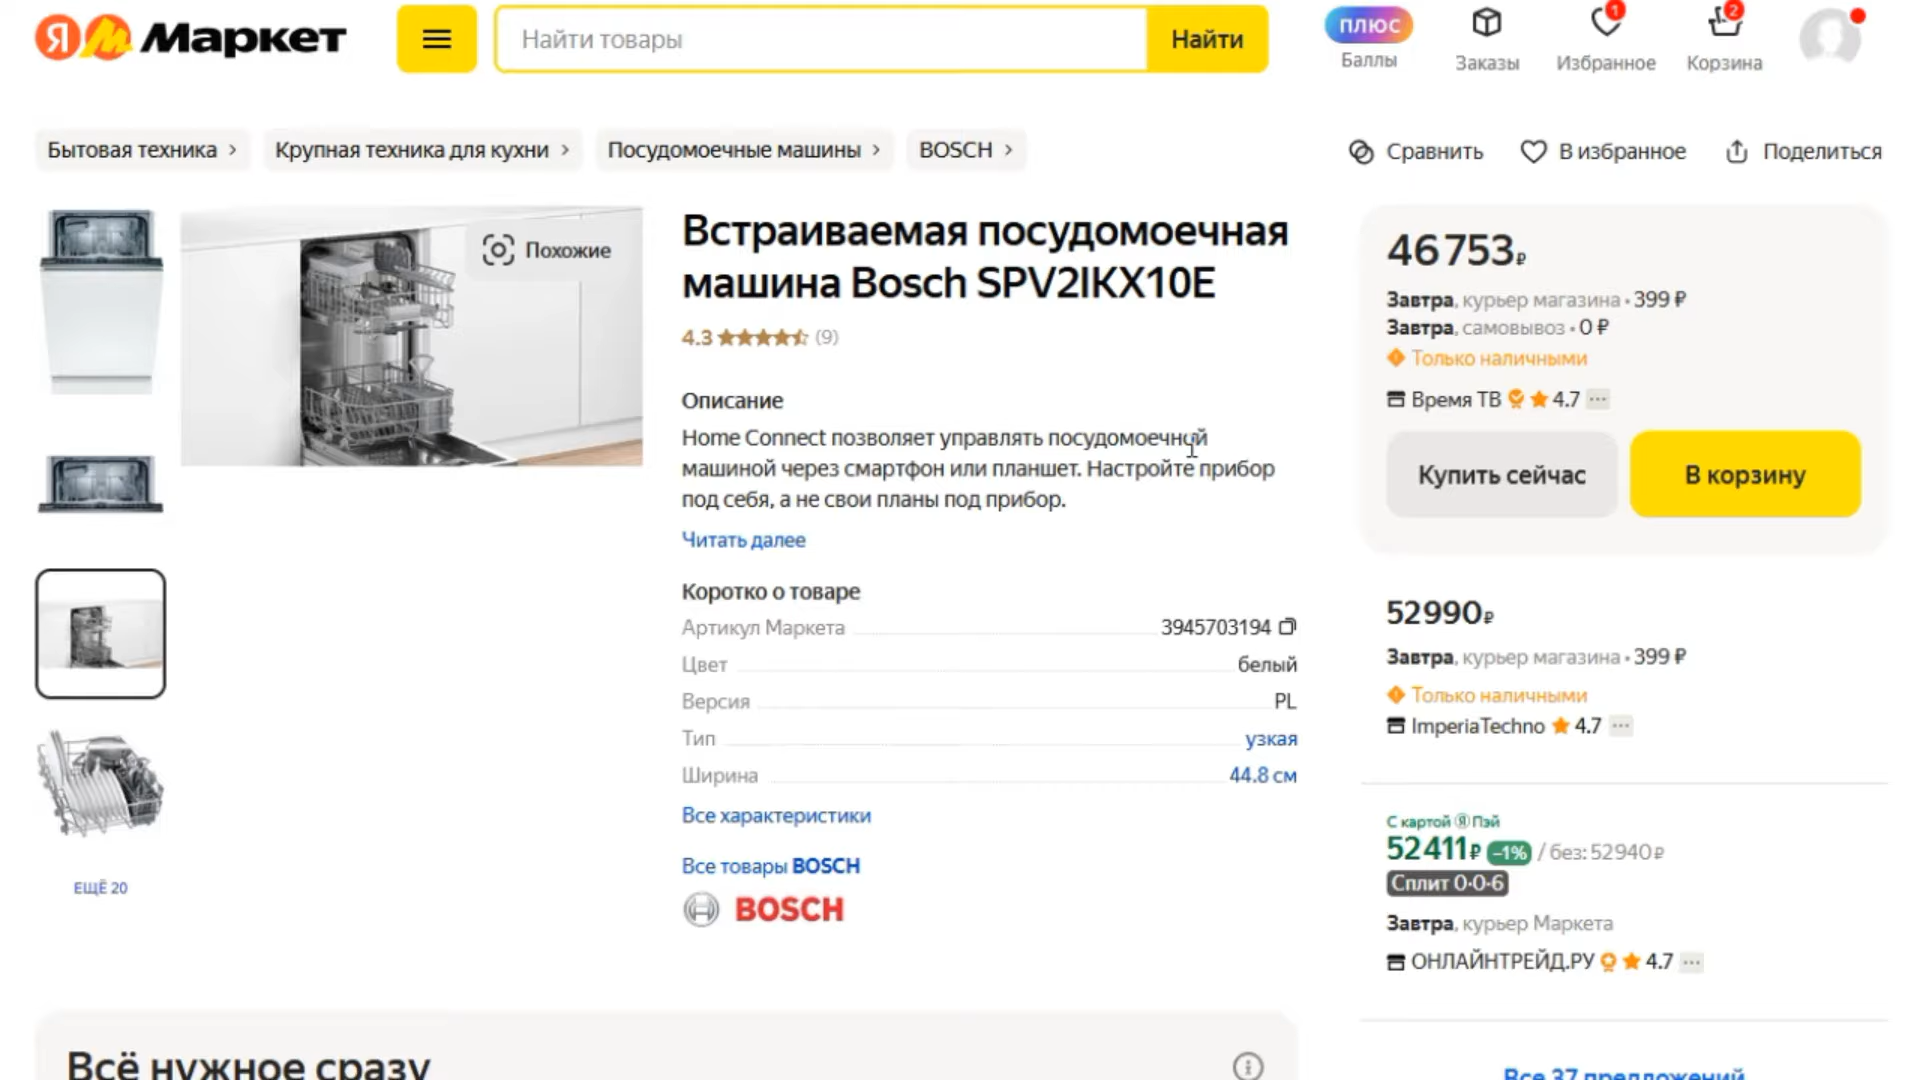 Я М Маркет
Найти товары
Найти
плюс
Баллы
Заказы
1
Избранное
2
Корзина
Бытовая техника
Крупная техника для кухни
Посудомоечные машины
BOSCH
Сравнить
В избранное
Поделиться
Похожие
ЕЩЁ 20
Встраиваемая посудомоечная
машина Bosch SPV2IKX10E
4.3 (9)
Описание
Home Connect позволяет управлять посудомоечной
машиной через смартфон или планшет. Настройте прибор
под себя, а не свои планы под прибор.
Читать далее
Коротко о товаре
Артикул Маркета 3945703194
Цвет белый
Версия PL
Тип узкая
Ширина 44.8 см
Все характеристики
Все товары BOSCH
BOSCH
46 753 ₽
Завтра, курьер магазина • 399 ₽
Завтра, самовывоз • 0 ₽
Только наличными
Время ТВ 4.7 ···
Купить сейчас
В корзину
52990 ₽
Завтра, курьер магазина • 399 ₽
Только наличными
ImperiaTechno 4.7 ···
С картой Я Пэй
52 411 ₽ -1% / без: 52940 ₽
Сплит 0·0·6
Завтра, курьер Маркета
ОНЛАЙНТРЕЙД.РУ 4.7 ···
Все 37 предложений
Всё нужное сразу